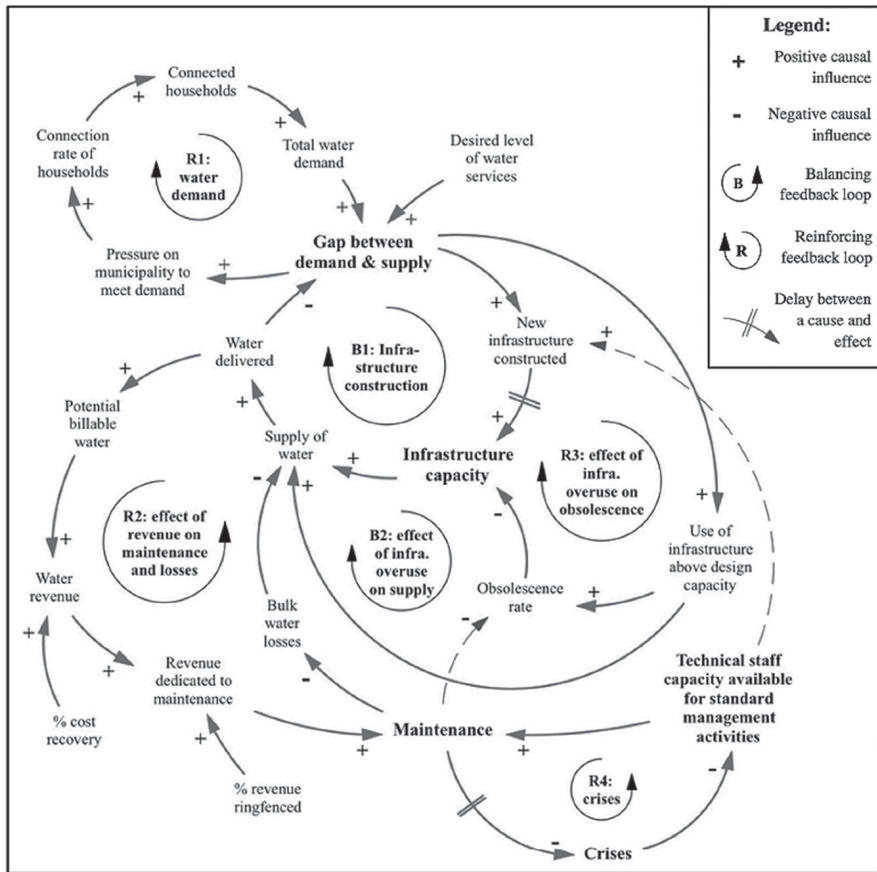 Legend:
+
Positive causal
influence
-
Negative causal
influence
B
Balancing
feedback loop
R
Reinforcing
feedback loop
Delay between
a cause and
effect
Connected
households
+
+
Connection
rate of
households
R1:
water
demand
Total water
demand
Desired level
of water
services
+
+
+
Gap between
demand & supply
Pressure on
municipality to
meet demand
+
-
+
New
infrastructure
constructed
+
Water
delivered
B1: Infra-
structure
construction
+
Potential
billable
water
+
+
Supply of
water
+
Infrastructure
capacity
R3: effect of
infra.
overuse on
obsolescence
-
+
-
+
R2: effect of
revenue on
maintenance
and losses
B2: effect
of infra.
overuse
on supply
Use of
infrastructure
above design
capacity
+
Water
revenue
Obsolescence
rate
+
-
Bulk
water
losses
+
+
Revenue
dedicated to
maintenance
-
Technical staff
capacity available
for standard
management
activities
% cost
recovery
Maintenance
+
+
+
% revenue
ringfenced
R4:
crises
-
-
Crises